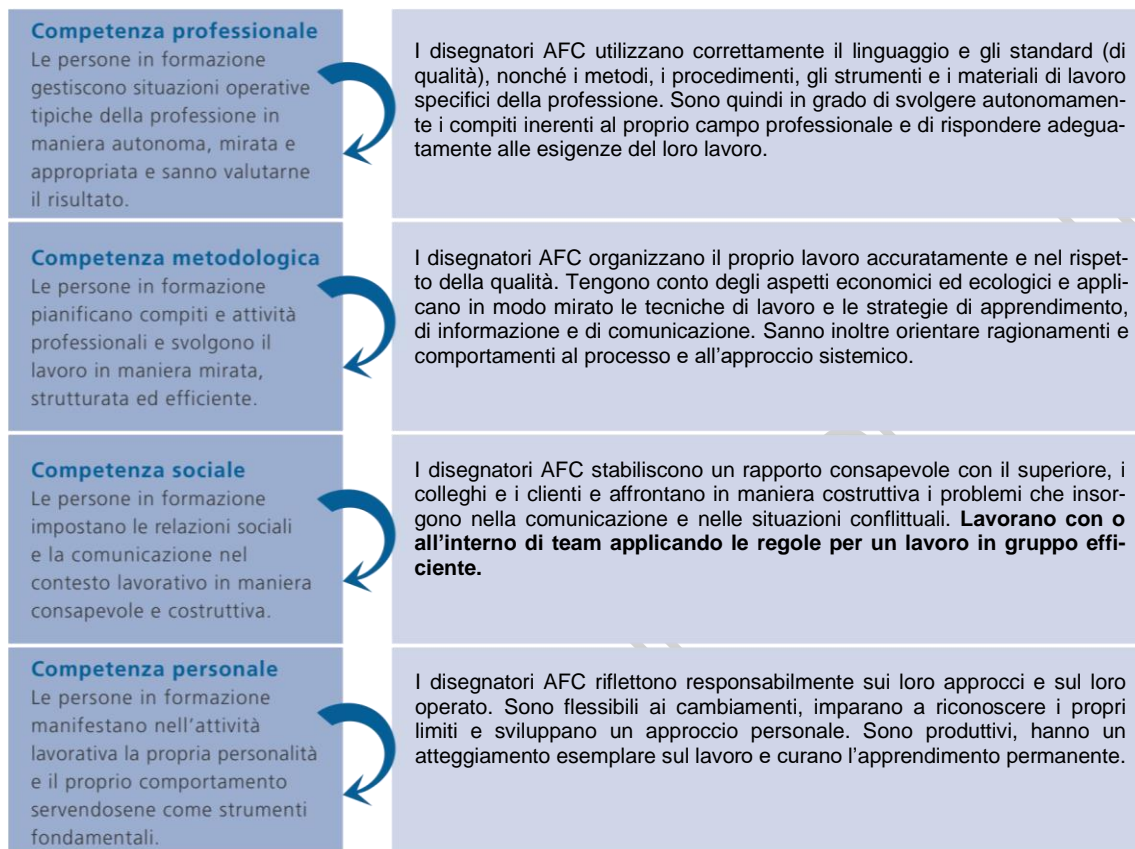 Competenza professionale
Le persone in formazione
gestiscono situazioni operative
tipiche della professione in
maniera autonoma, mirata e
appropriata e sanno valutarne
il risultato.
I disegnatori AFC utilizzano correttamente il linguaggio e gli standard (di
qualità), nonché i metodi, i procedimenti, gli strumenti e i materiali di lavoro
specifici della professione. Sono quindi in grado di svolgere autonomamen-
te i compiti inerenti al proprio campo professionale e di rispondere adegua-
tamente alle esigenze del loro lavoro.
Competenza metodologica
Le persone in formazione
pianificano compiti e attività
professionali e svolgono il
lavoro in maniera mirata,
strutturata ed efficiente.
I disegnatori AFC organizzano il proprio lavoro accuratamente e nel rispet-
to della qualità. Tengono conto degli aspetti economici ed ecologici e appli-
cano in modo mirato le tecniche di lavoro e le strategie di apprendimento,
di informazione e di comunicazione. Sanno inoltre orientare ragionamenti e
comportamenti al processo e all'approccio sistemico.
Competenza sociale
Le persone in formazione
impostano le relazioni sociali
e la comunicazione nel
contesto lavorativo in maniera
consapevole e costruttiva.
I disegnatori AFC stabiliscono un rapporto consapevole con il superiore, i
colleghi e i clienti e affrontano in maniera costruttiva i problemi che insor-
gono nella comunicazione e nelle situazioni conflittuali. Lavorano con o
all'interno di team applicando le regole per un lavoro in gruppo effi-
ciente.
Competenza personale
Le persone in formazione
manifestano nell'attività
lavorativa la propria personalità
e il proprio comportamento
servendosene come strumenti
fondamentali.
I disegnatori AFC riflettono responsabilmente sui loro approcci e sul loro
operato. Sono flessibili ai cambiamenti, imparano a riconoscere i propri
limiti e sviluppano un approccio personale. Sono produttivi, hanno un
atteggiamento esemplare sul lavoro e curano l'apprendimento permanente.